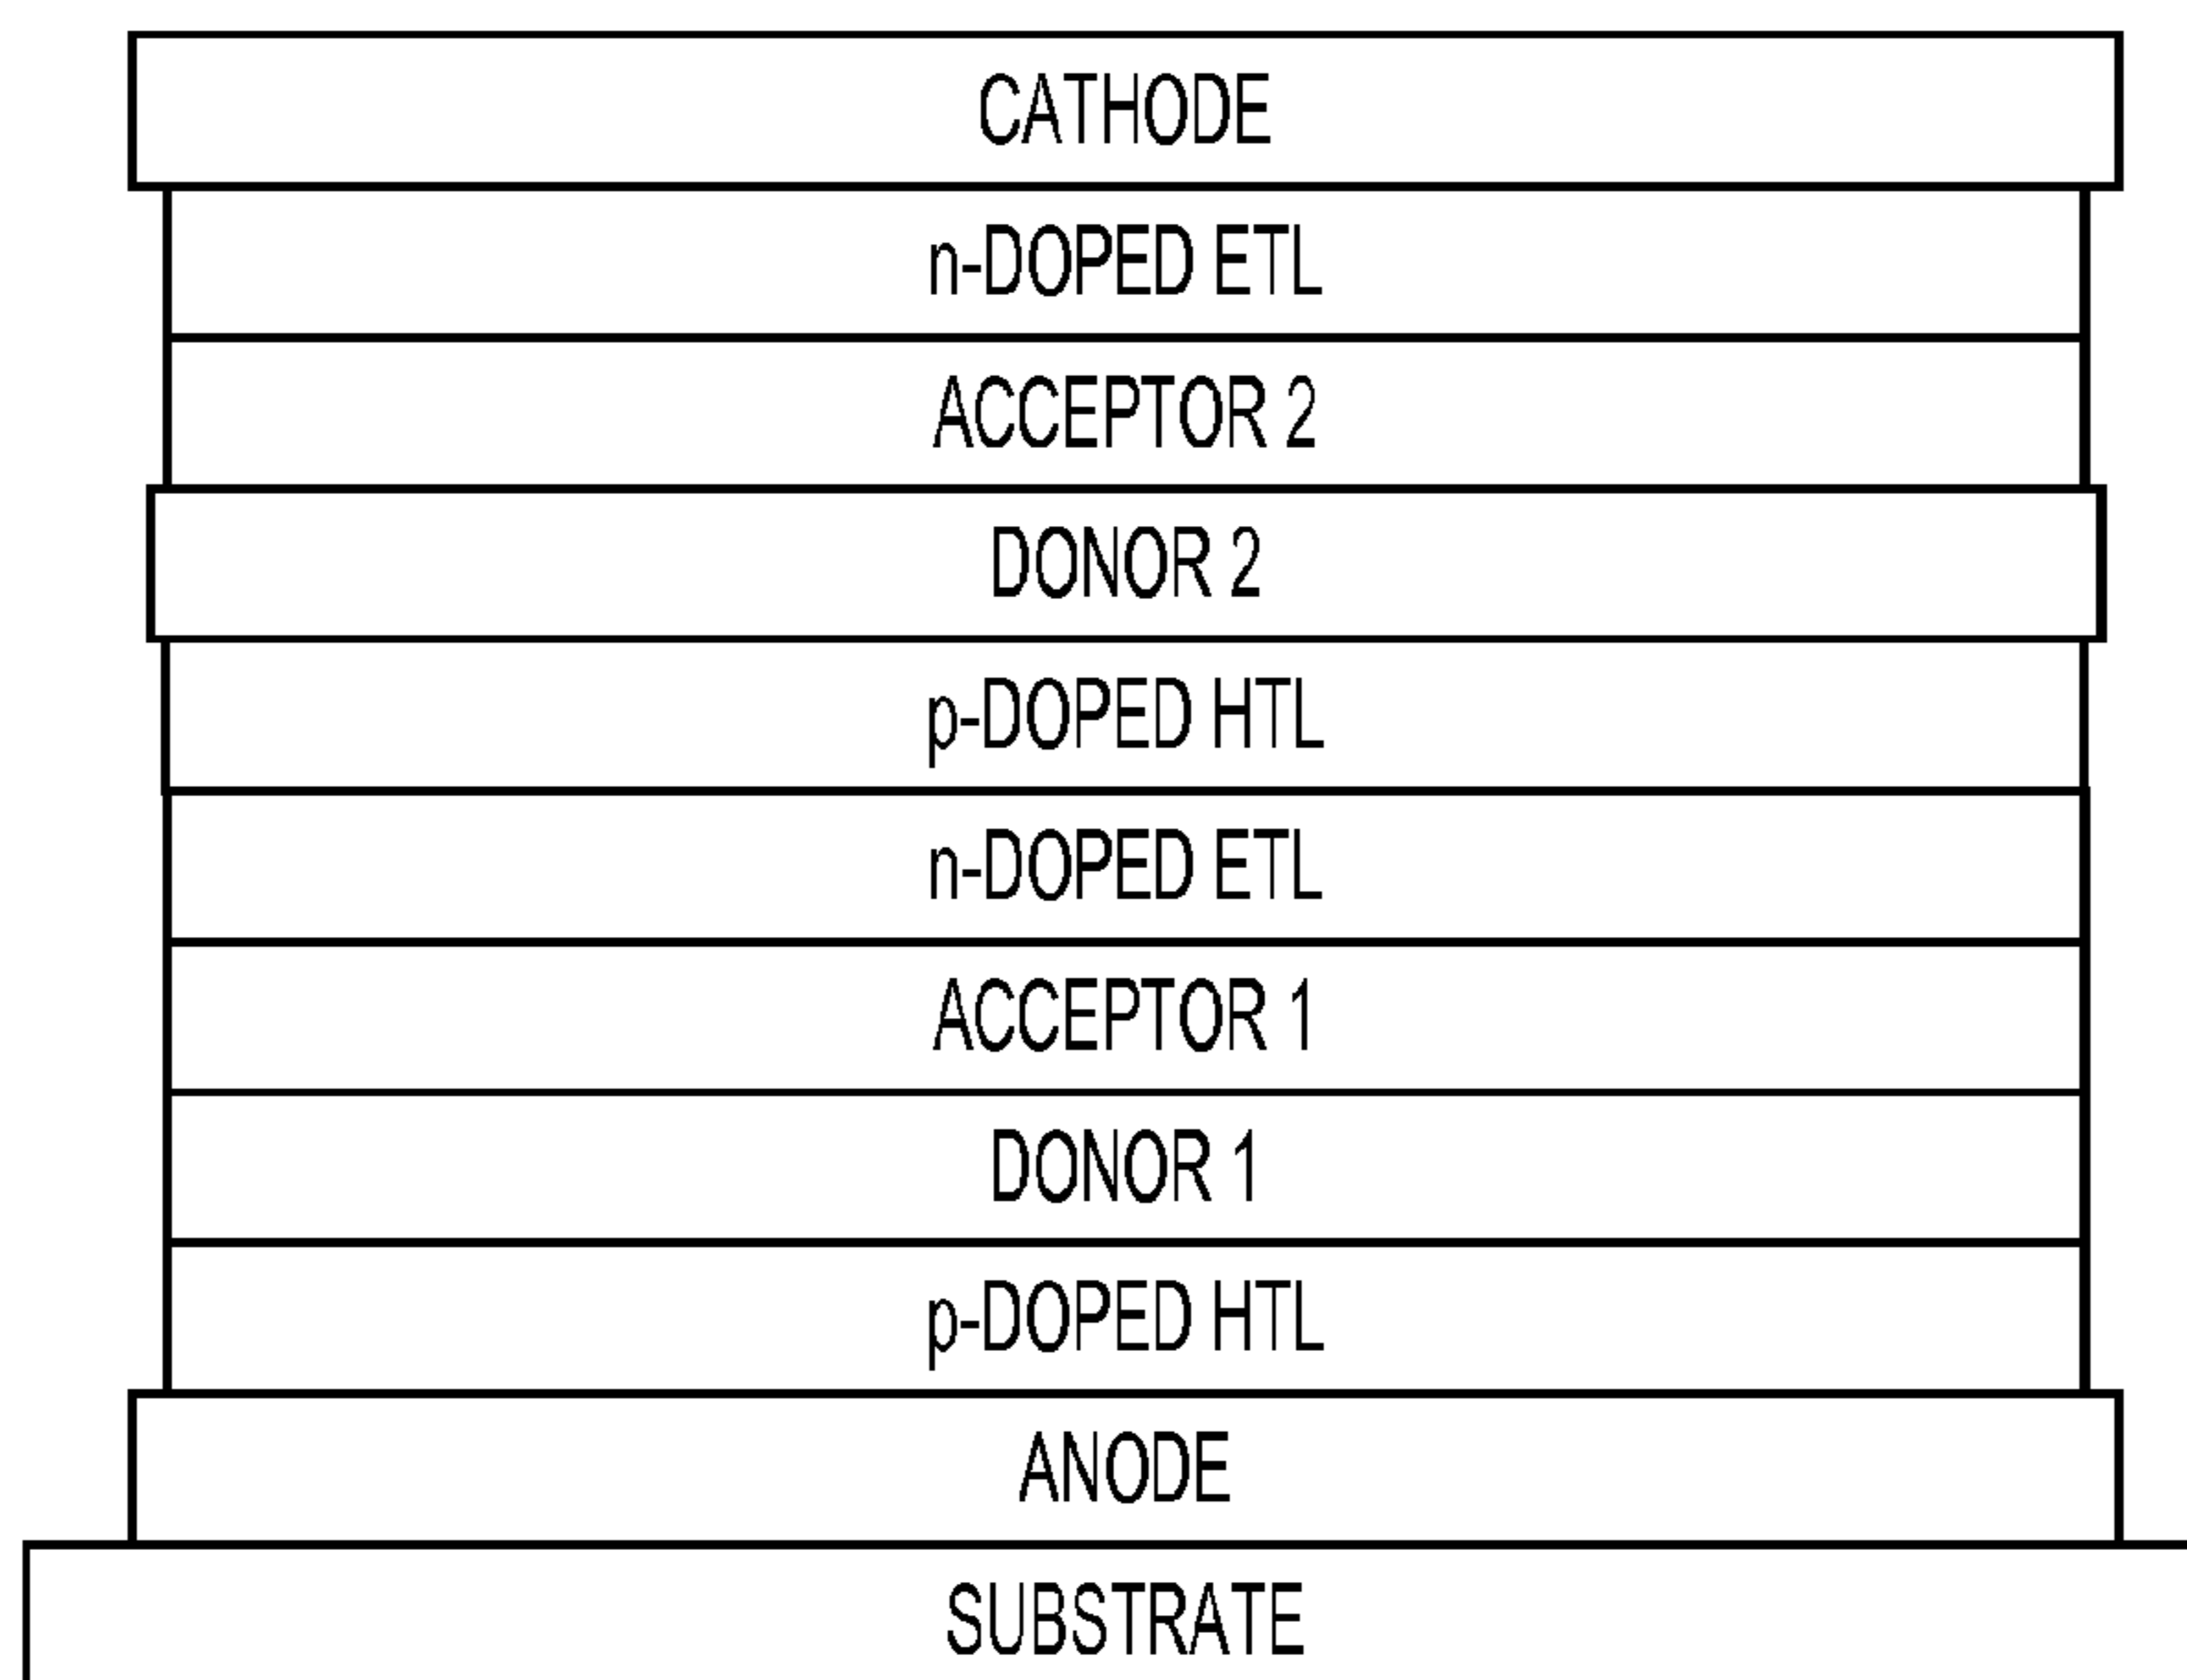 CATHODE
n-DOPED ETL
ACCEPTOR 2
DONOR 2
p-DOPED HTL
n-DOPED ETL
ACCEPTOR 1
DONOR 1
p-DOPED HTL
ANODE
SUBSTRATE